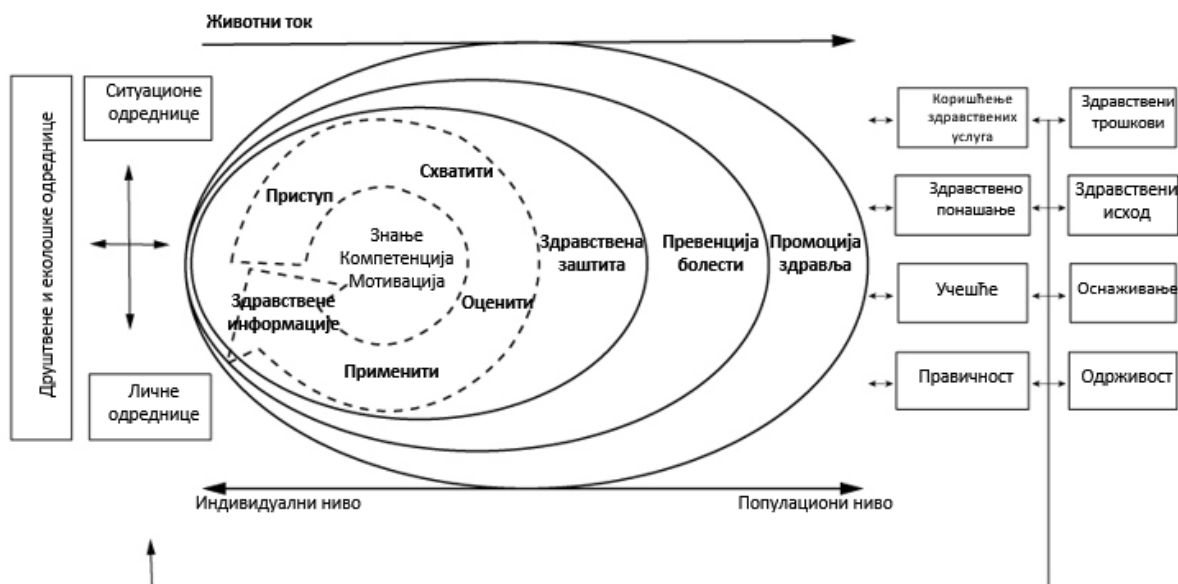 Животни ток
Друштвене и еколошке одреднице
Ситуационе
одреднице
Личне
одреднице
Приступ
Схватити
Знање
Компетенција
Мотивација
Здравствене
информације
Оценити
Применити
Здравствена
заштита
Превенција
болести
Промоција
здравља
Коришћење
здравствених
услуга
Здравствени
трошкови
Здравствено
понашање
Здравствени
исход
Учешће
Оснаживање
Правичност
Одрживост
Индивидуални ниво
Популациони ниво